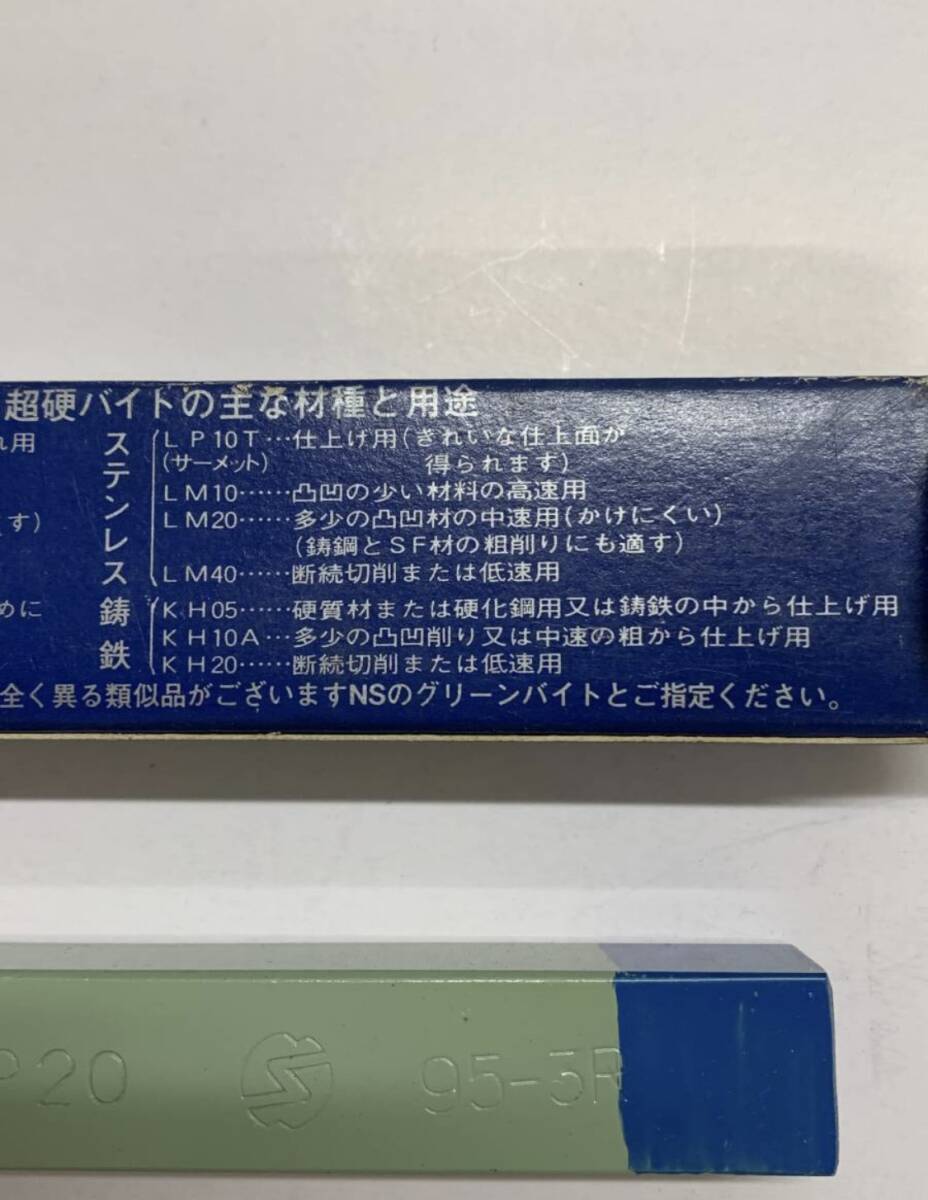 超硬バイトの主な材種と用途
れ用
す)
めに
ステンレス
LP10T…仕上げ用(きれいな仕上面が
(サーメット) 得られます)
LM10……凸凹の少い材料の高速用
LM20……多少の凸凹材の中速用(かけにくい)
(鋳鋼とSF材の粗削りにも適す)
LM40……断続切削または低速用
鋳鉄
KH05……硬質材または硬化鋼用又は鋳鉄の中から仕上げ用
KH10A…多少の凸凹削り又は中速の粗から仕上げ用
KH20……断続切削または低速用
全く異る類似品がございますNSのグリーンバイトとご指定ください。
P20 95-3R